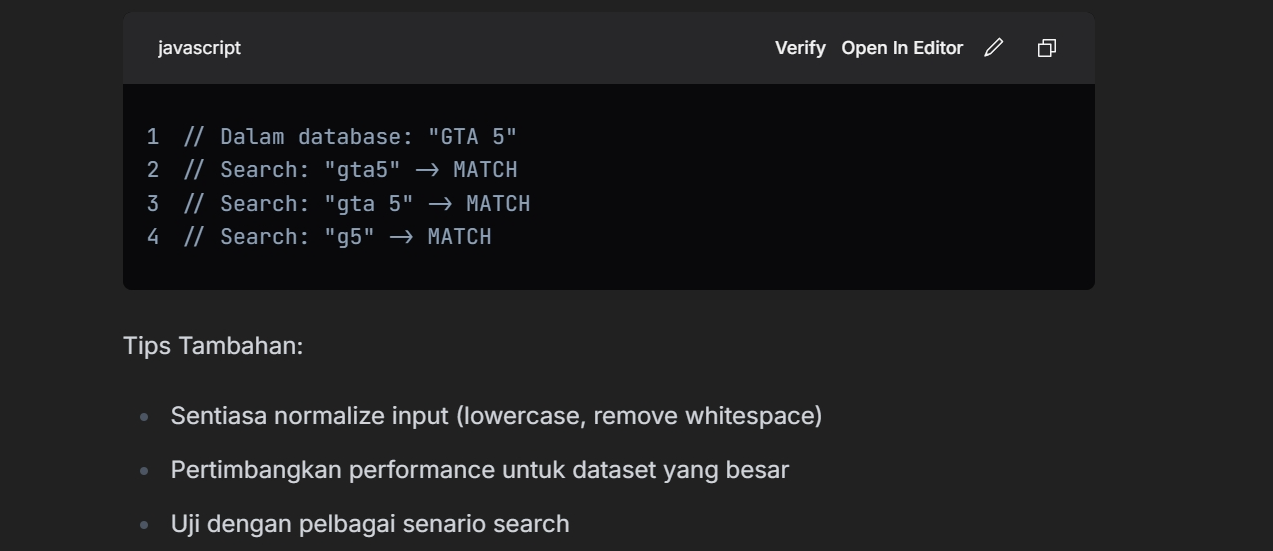 javascript
Verify Open In Editor
1 // Dalam database: "GTA 5"
2 // Search: "gta5" -> MATCH
3 // Search: "gta 5" -> MATCH
4 // Search: "g5" -> MATCH
Tips Tambahan:
• Sentiasa normalize input (lowercase, remove whitespace)
• Pertimbangkan performance untuk dataset yang besar
• Uji dengan pelbagai senario search